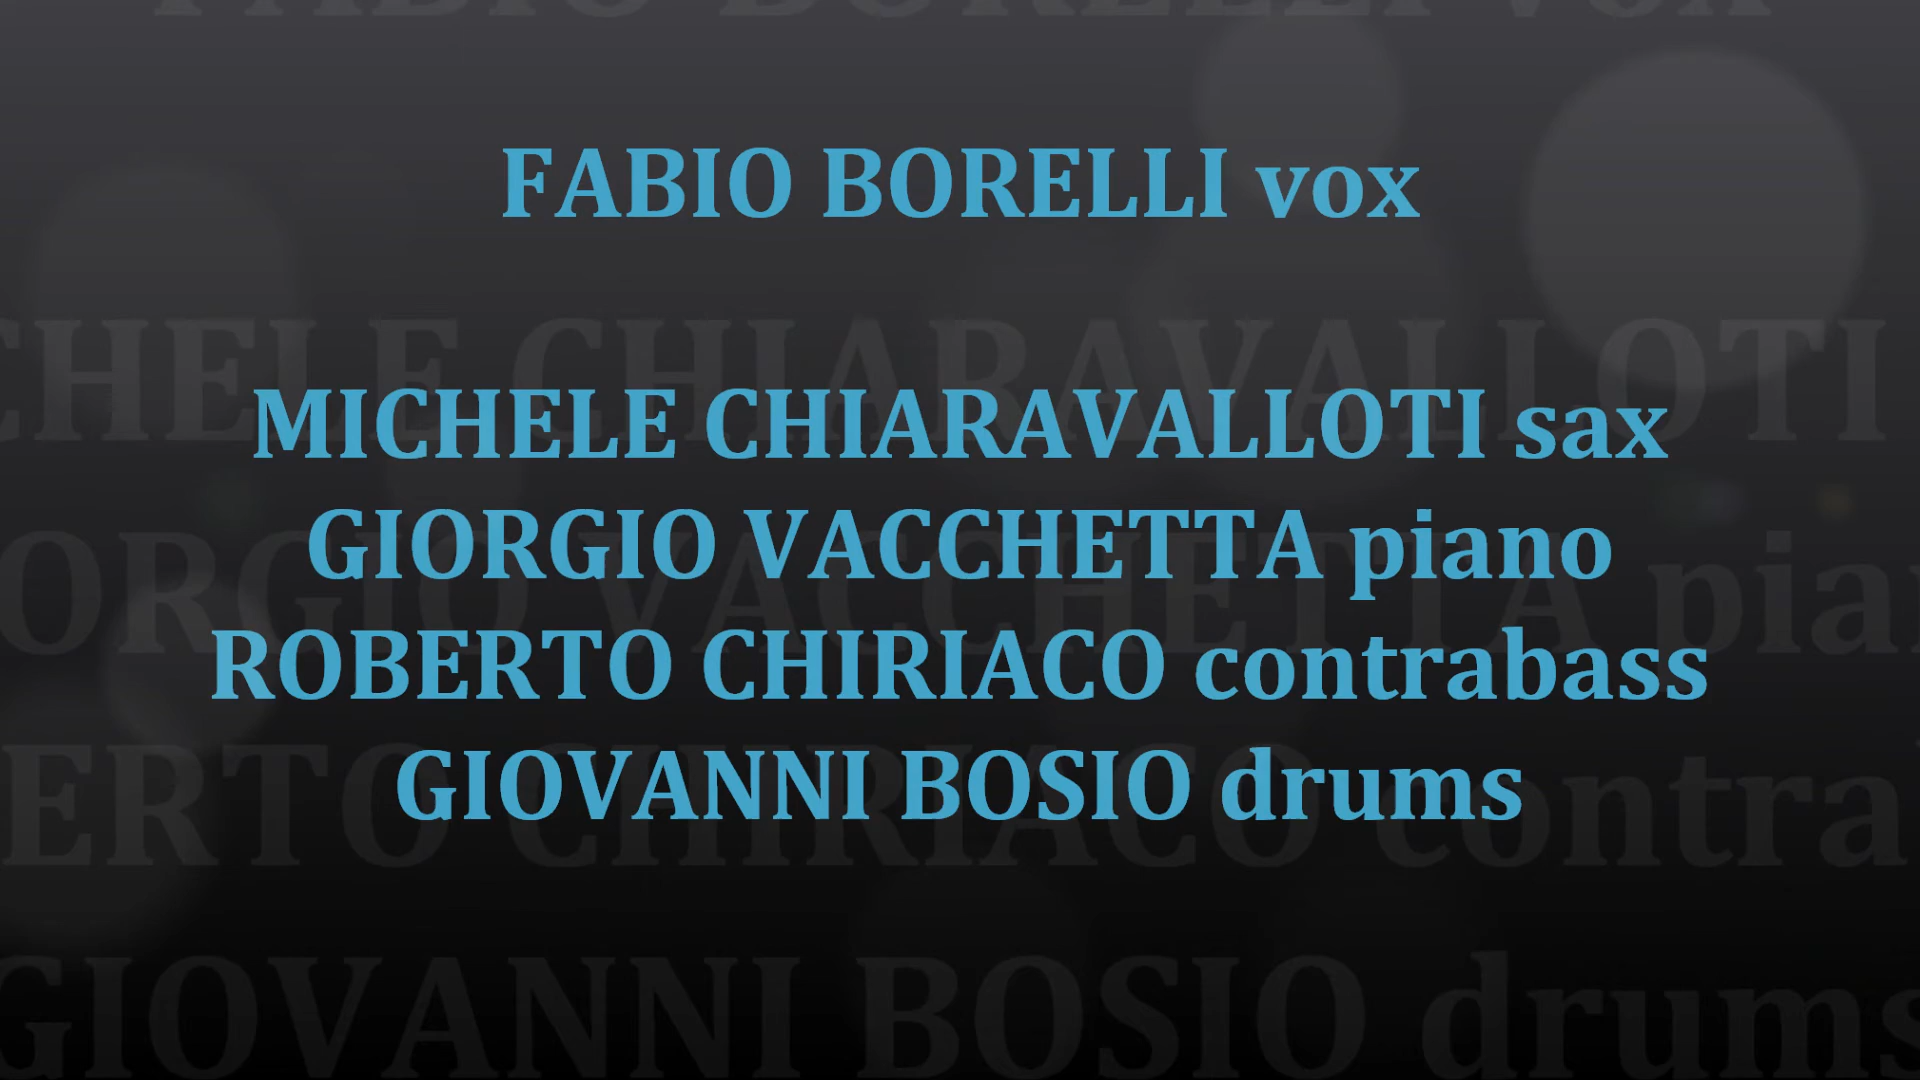 FABIO BORELLI vox
MICHELE CHIARAVALLOTI sax
GIORGIO VACCHETTA piano
ROBERTO CHIRIACO contrabass
GIOVANNI BOSIO drums